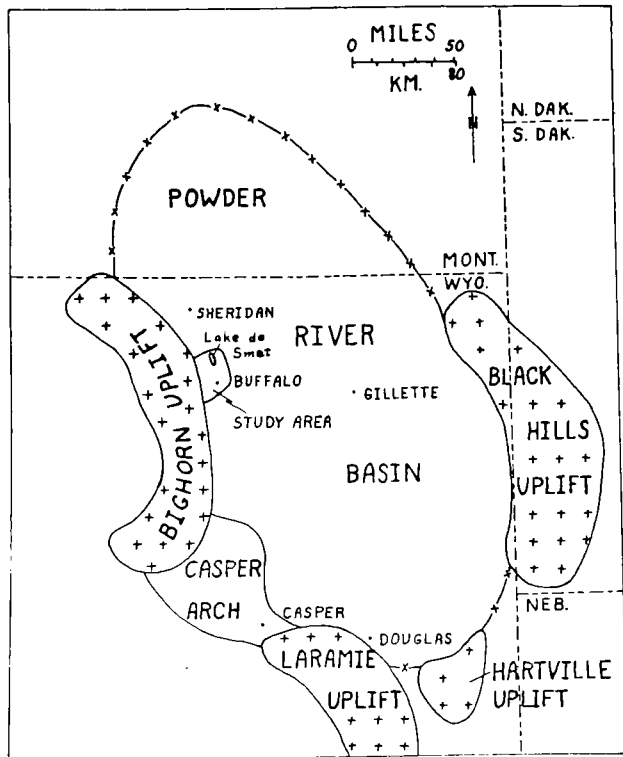 MILES
0 50
80
KM.
N
N. DAK.
S. DAK.
POWDER
MONT.
WYO.
SHERIDAN
Lake de
Smet
RIVER
BUFFALO
GILLETTE
STUDY AREA
BLACK
HILLS
UPLIFT
BIGHORN UPLIFT
BASIN
CASPER
ARCH
CASPER
NEB.
DOUGLAS
LARAMIE
UPLIFT
HARTVILLE
UPLIFT